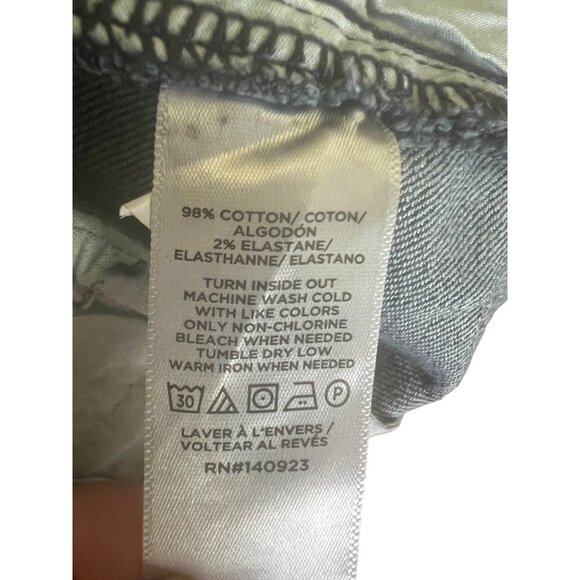 98% COTTON/ COTON/
ALGODÓN
2% ELASTANE/
ELASTHANNE/ ELASTANO
TURN INSIDE OUT
MACHINE WASH COLD
WITH LIKE COLORS
ONLY NON-CHLORINE
BLEACH WHEN NEEDED
TUMBLE DRY LOW
WARM IRON WHEN NEEDED
30 P
LAVER À L'ENVERS/
VOLTEAR AL REVÉS
RN#140923